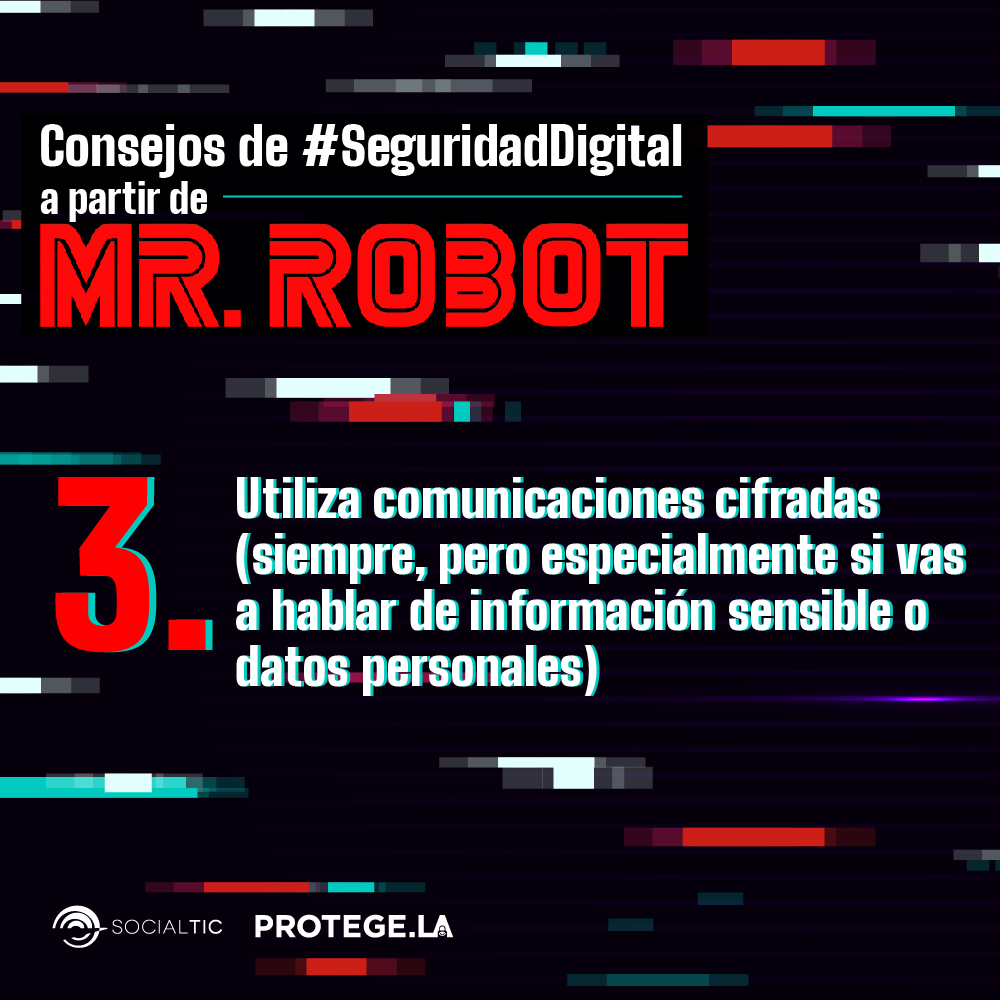 Consejos de #SeguridadDigital
a partir de
MR. ROBOT
3.
Utiliza comunicaciones cifradas
(siempre, pero especialmente si vas
a hablar de información sensible o
datos personales)
SOCIALTIC
PROTEGE.LA